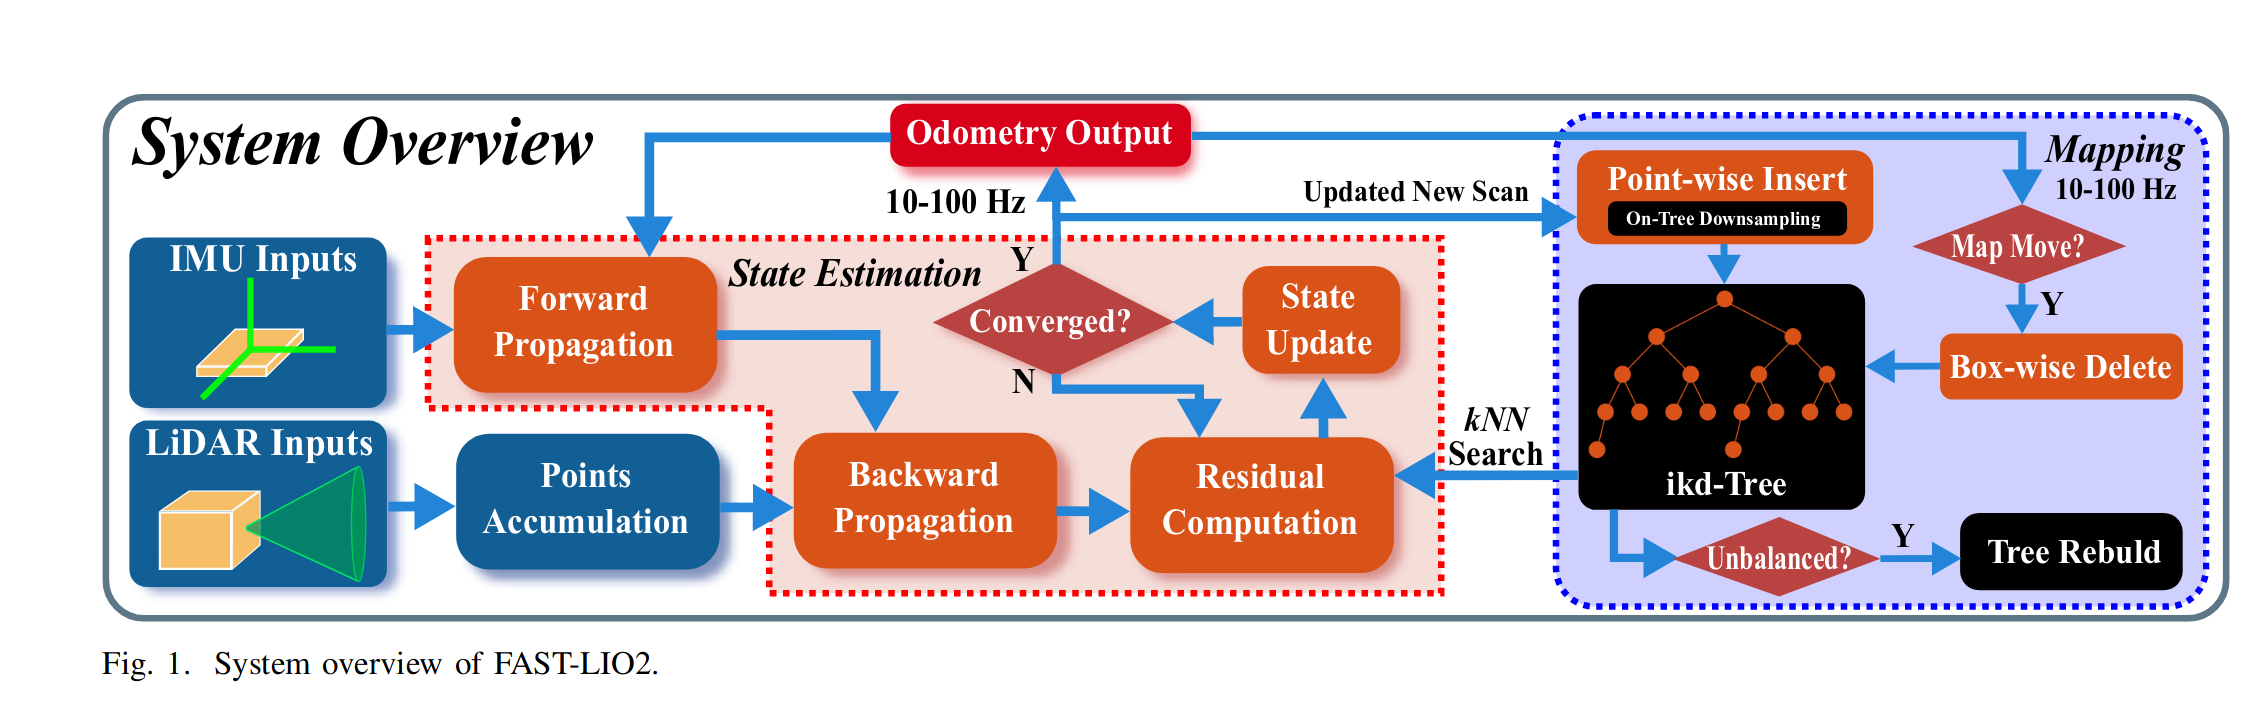 System Overview
Odometry Output
Mapping
10-100 Hz
10-100 Hz
Updated New Scan
Point-wise Insert
On-Tree Downsampling
Map Move?
Y
Box-wise Delete
IMU Inputs
Forward
Propagation
State Estimation
Y
Converged?
N
State
Update
LiDAR Inputs
Points
Accumulation
Backward
Propagation
Residual
Computation
kNN
Search
ikd-Tree
Unbalanced?
Y
Tree Rebuld
Fig. 1. System overview of FAST-LIO2.